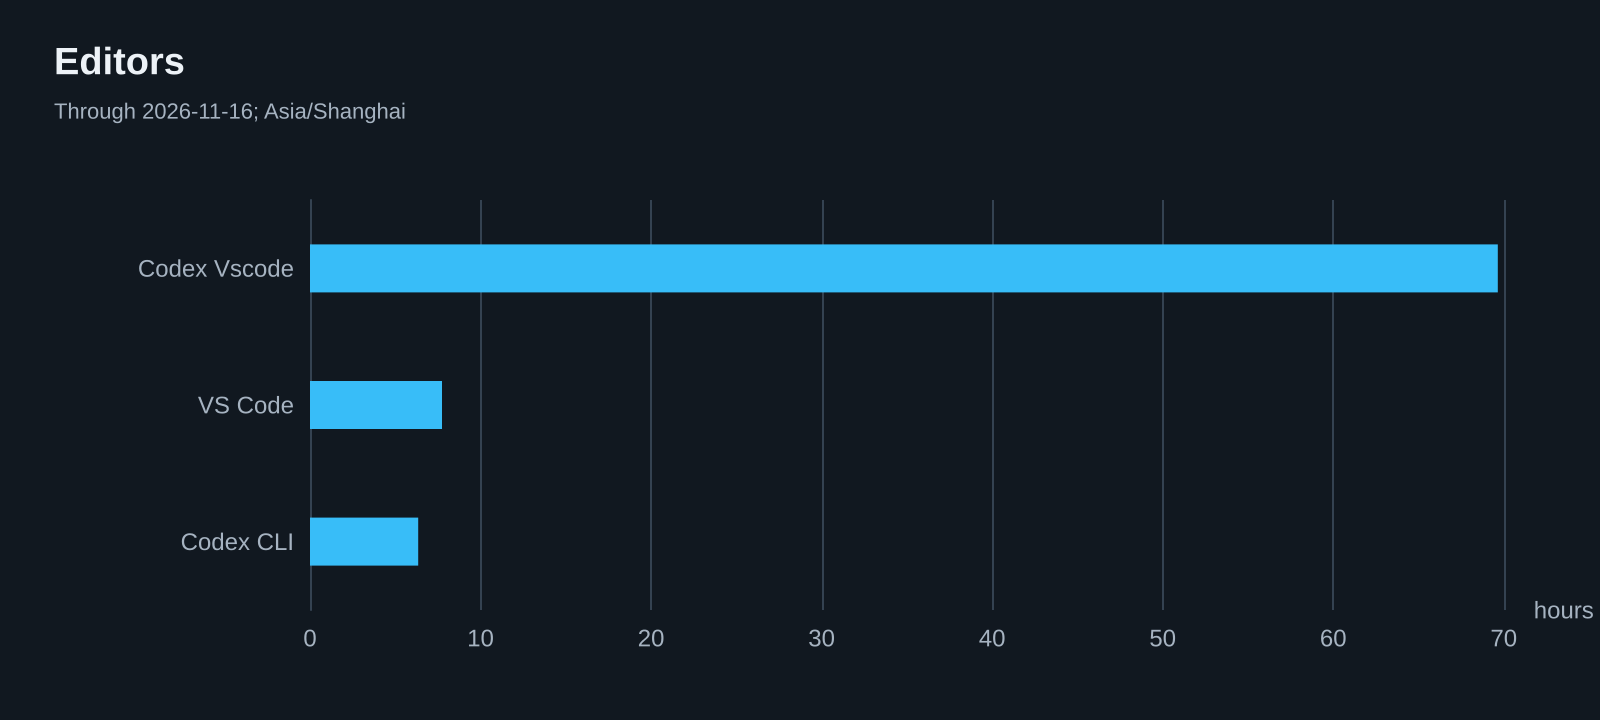 Editors
Through 2026-11-16; Asia/Shanghai
Codex Vscode
VS Code
Codex CLI
hours
0 10 20 30 40 50 60 70